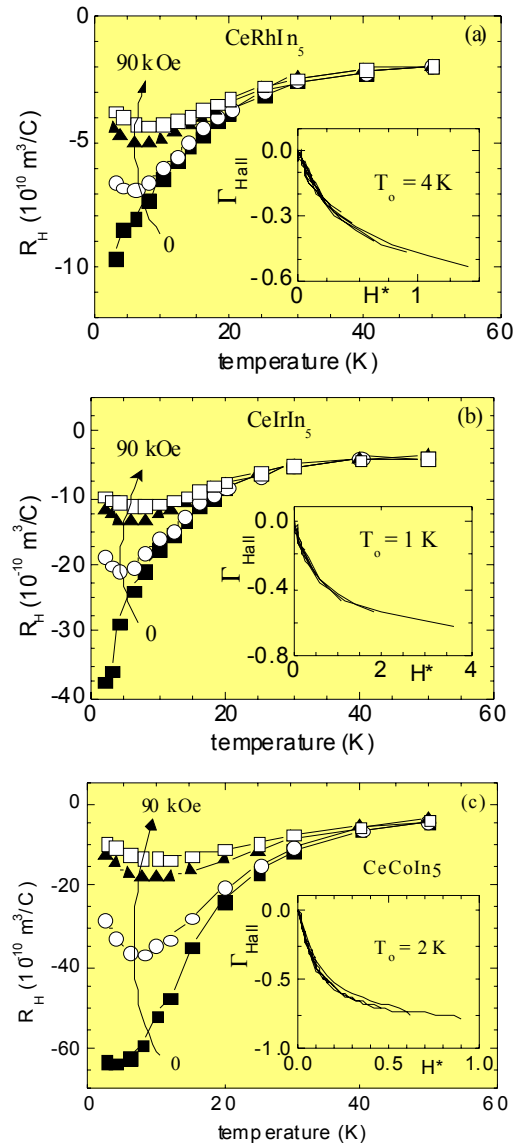 0
(a)
CeRhIn5
90 kOe
0
-5
-10
R_H (10^10 m^3/C)
0
0.0
-0.3
-0.6
Γ_Hall
T_o = 4 K
0 1
H*
0 20 40 60
temperature (K)
(b)
CeIrIn5
90 kOe
0
-5
-10
-20
-30
-40
R_H (10^-10 m^3/C)
0
0.0
-0.4
-0.8
Γ_Hall
T_o = 1 K
0 2 4
H*
0 20 40 60
temperature (K)
(c)
90 kOe
0
-20
-40
-60
R_H (10^-10 m^3/C)
CeCoIn5
0
0.0
-0.5
-1.0
Γ_Hall
T_o = 2 K
0.0 0.5 1.0
H*
0 20 40 60
temperature (K)